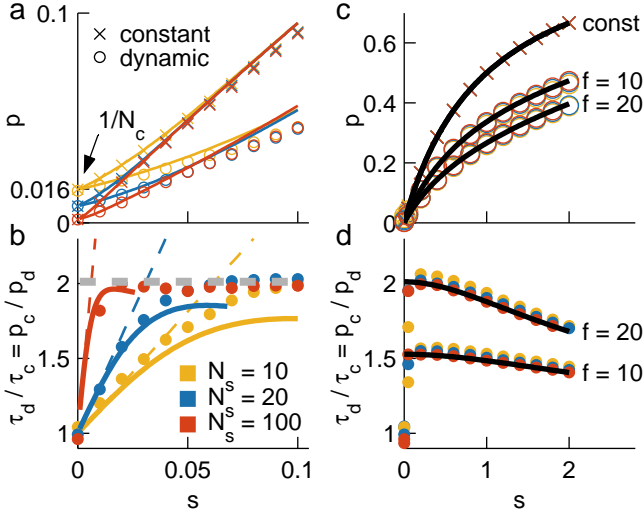 a
0.1
× constant
○ dynamic
1/N_c
p
0.016
0
b
2
1.5
1
τ_d / τ_c = p_c / p_d
N_s = 10
N_s = 20
N_s = 100
0
0.05
0.1
s
c
0.6
0.4
0.2
0
p
const
f = 10
f = 20
d
2
1.5
1
τ_d / τ_c = p_c / p_d
f = 20
f = 10
0
1
2
s